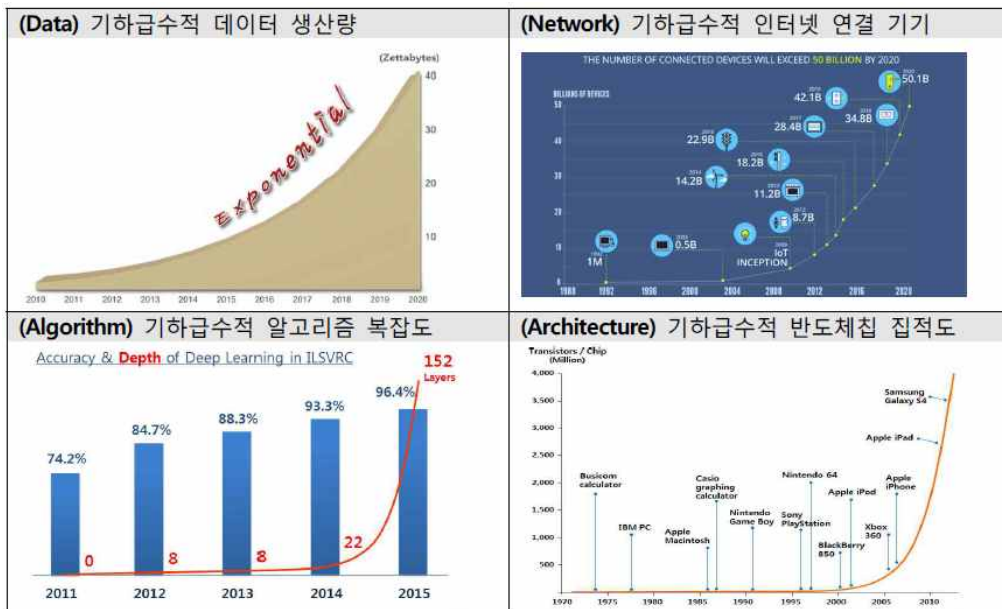 (Data) 기하급수적 데이터 생산량
(Zettabytes)
40
30
20
10
Exponential
2010 2011 2012 2013 2014 2015 2016 2017 2018 2019 2020
(Network) 기하급수적 인터넷 연결 기기
THE NUMBER OF CONNECTED DEVICES WILL EXCEED 50 BILLION BY 2020
BILLIONS OF DEVICES
50
40
30
20
10
0
50.1B
42.1B
34.8B
28.4B
22.9B
18.2B
14.2B
11.2B
8.7B
IoT
INCEPTION
0.5B
1M
1988 1992 1996 2000 2004 2008 2012 2016 2020
(Algorithm) 기하급수적 알고리즘 복잡도
Accuracy & Depth of Deep Learning in ILSVRC
152
Layers
74.2%
84.7%
88.3%
93.3%
96.4%
0
8
8
22
2011 2012 2013 2014 2015
(Architecture) 기하급수적 반도체칩 집적도
Transistors / Chip
(Million)
4,000
3,500
3,000
2,500
2,000
1,500
1,000
500
Samsung
Galaxy S4
Apple iPad
Busicom
calculator
IBM PC
Apple
Macintosh
Casio
graphing
calculator
Nintendo
Game Boy
Nintendo 64
Sony
PlayStation
BlackBerry
850
Apple iPod
Xbox
360
Apple
iPhone
1970 1975 1980 1985 1990 1995 2000 2005 2010